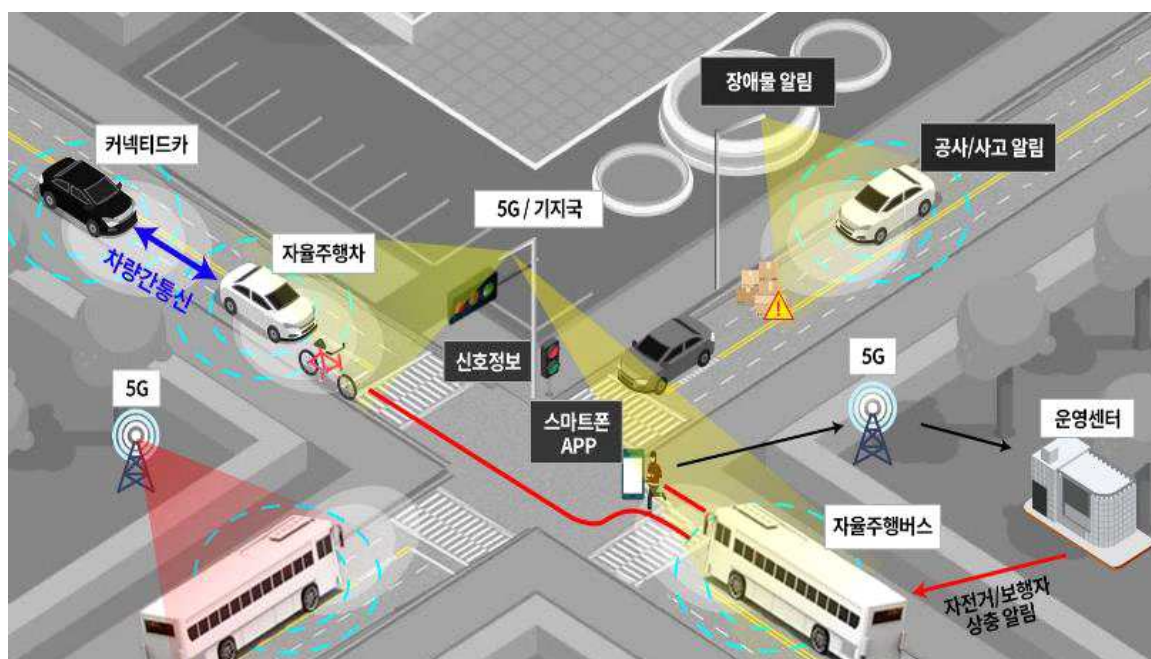 장애물 알림
커넥티드카
공사/사고 알림
5G / 기지국
자율주행차
차량간통신
신호정보
5G
5G
스마트폰
APP
운영센터
자율주행버스
자전거/보행자
상충 알림